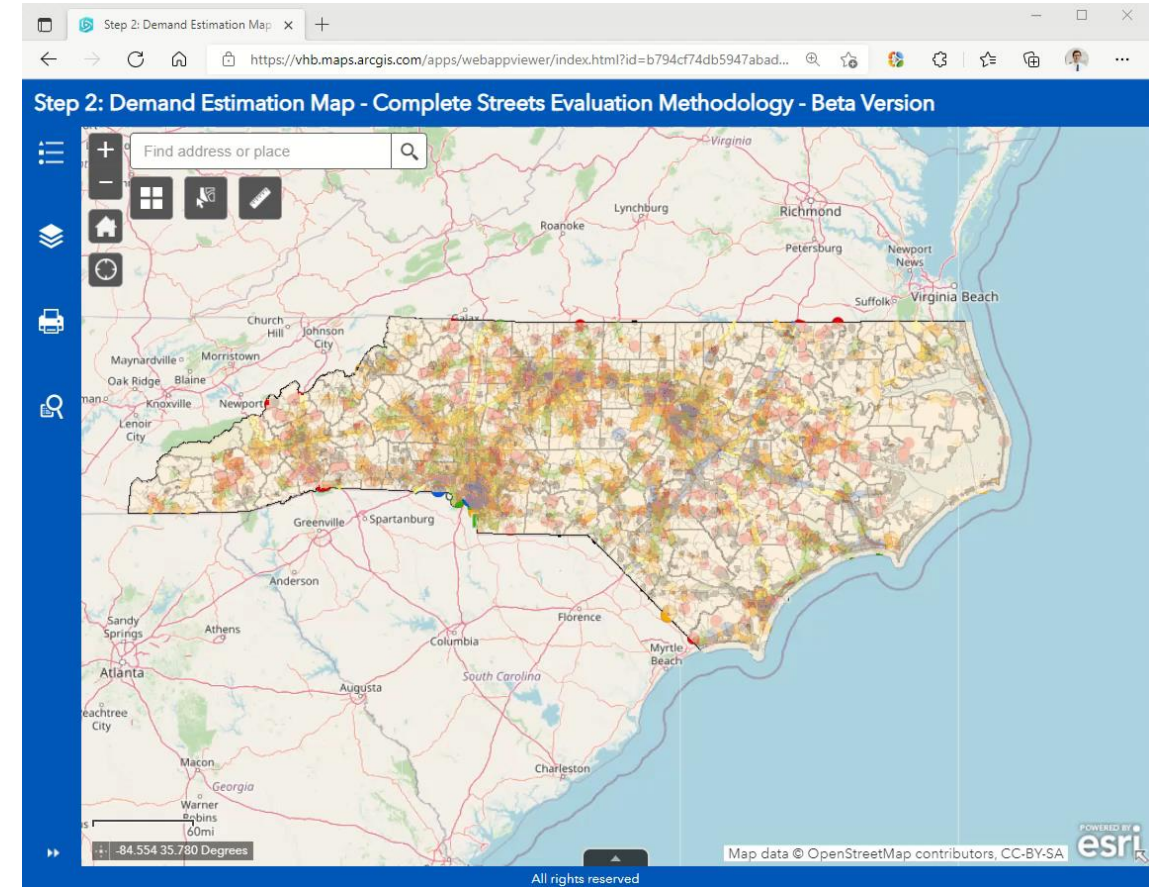 Step 2: Demand Estimation Map
https://vhb.maps.arcgis.com/apps/webappviewer/index.html?id=b794cf74db5947abad...
Step 2: Demand Estimation Map - Complete Streets Evaluation Methodology - Beta Version
Find address or place
Virginia
Lynchburg
Richmond
Roanoke
Petersburg
Newport
News
Suffolk
Virginia Beach
Galax
Church
Hill
Johnson
City
Maynardville
Morristown
Oak Ridge
Blaine
Knoxville
Newport
Lenoir
City
Greenville
Spartanburg
Anderson
Florence
Sandy
Springs
Athens
Columbia
Myrtle
Beach
Atlanta
South Carolina
Augusta
eachtree
City
Macon
Charleston
Georgia
Warner
Robins
60mi
-84.554 35.780 Degrees
Map data © OpenStreetMap contributors, CC-BY-SA
POWERED BY
esri
All rights reserved